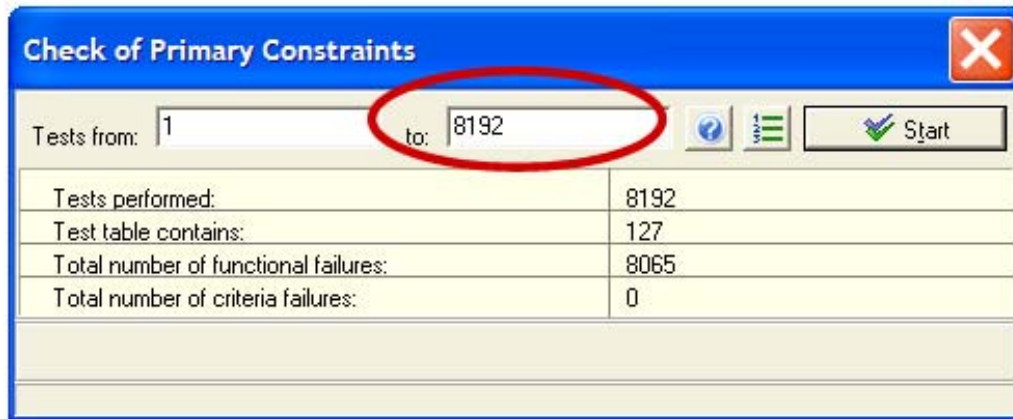 Check of Primary Constraints
Tests from: 1 to: 8192 Start
Tests performed: 8192
Test table contains: 127
Total number of functional failures: 8065
Total number of criteria failures: 0